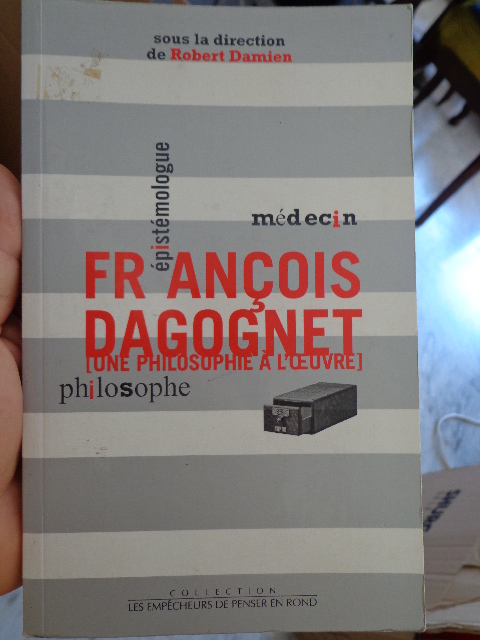 sous la direction
de Robert Damien
épistémologue
médecin
FRANÇOIS
DAGOGNET
[UNE PHILOSOPHIE À L'ŒUVRE]
philosophe
COLLECTION
LES EMPÊCHEURS DE PENSER EN ROND